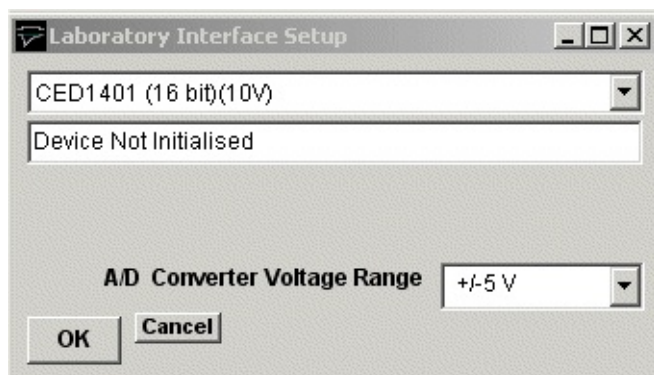 Laboratory Interface Setup
CED1401 (16 bit)(10V)
Device Not Initialised
A/D Converter Voltage Range +/-5 V
OK Cancel